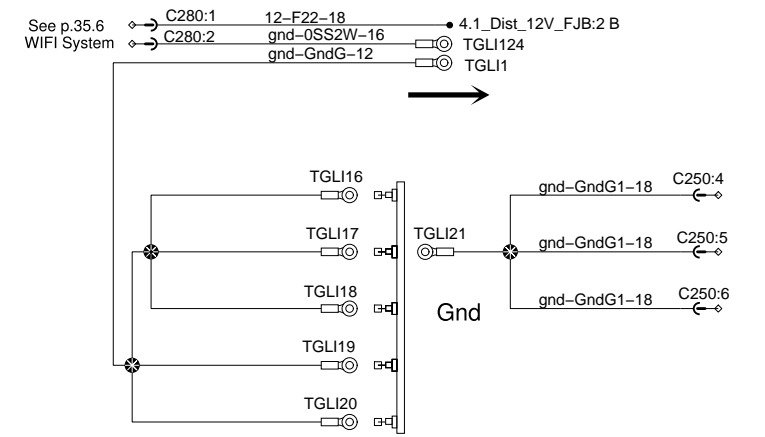 See p.35.6
WIFI System
C280:1
12–F22–18
4.1_Dist_12V_FJB:2 B
C280:2
gnd–0SS2W–16
TGLI124
gnd–GndG–12
TGLI1
TGLI16
gnd–GndG1–18
C250:4
TGLI17
TGLI21
gnd–GndG1–18
C250:5
TGLI18
gnd–GndG1–18
C250:6
Gnd
TGLI19
TGLI20